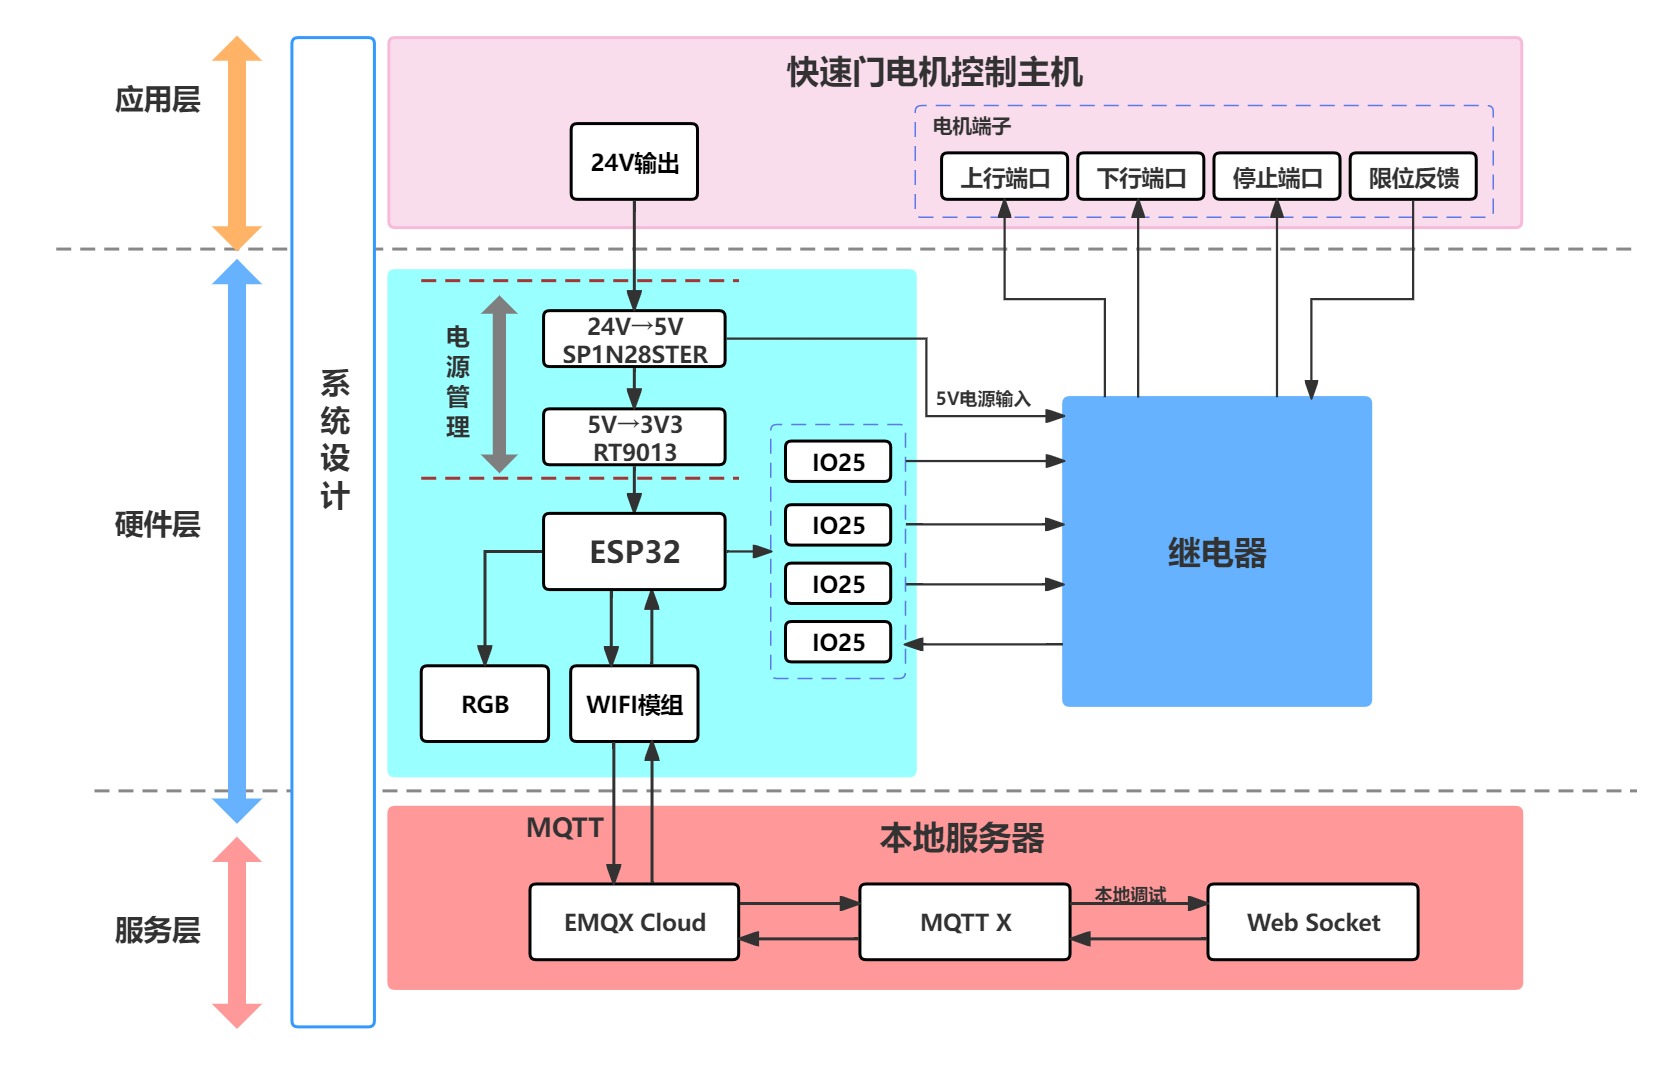 应用层
硬件层
服务层
系统设计
快速门电机控制主机
24V输出
电机端子
上行端口
下行端口
停止端口
限位反馈
电源管理
24V→5V
SP1N28STER
5V→3V3
RT9013
5V电源输入
ESP32
IO25
IO25
IO25
IO25
继电器
RGB
WIFI模组
MQTT
本地服务器
EMQX Cloud
MQTT X
本地调试
Web Socket